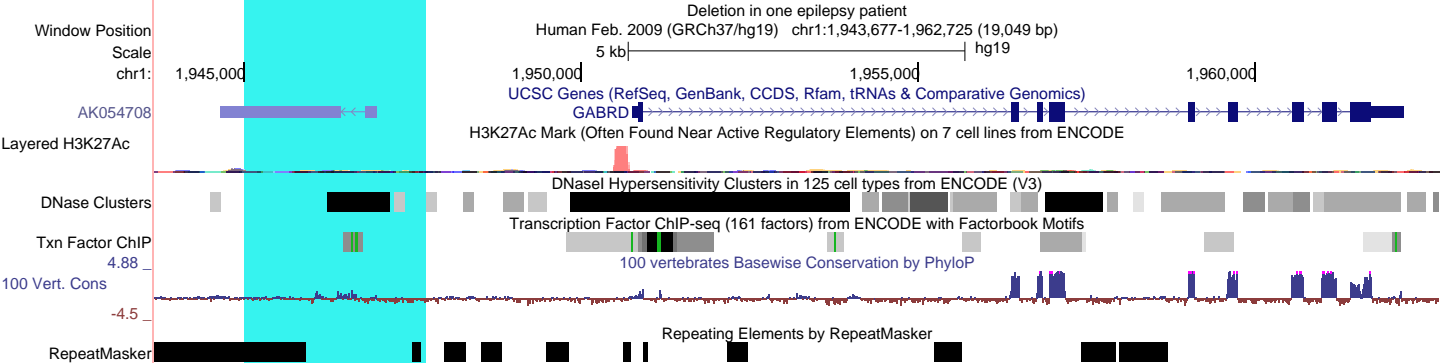 Deletion in one epilepsy patient
Window Position Human Feb. 2009 (GRCh37/hg19) chr1:1,943,677-1,962,725 (19,049 bp)
Scale 5 kb hg19
chr1: 1,945,000 1,950,000 1,955,000 1,960,000
UCSC Genes (RefSeq, GenBank, CCDS, Rfam, tRNAs & Comparative Genomics)
AK054708 GABRD
H3K27Ac Mark (Often Found Near Active Regulatory Elements) on 7 cell lines from ENCODE
Layered H3K27Ac
DNaseI Hypersensitivity Clusters in 125 cell types from ENCODE (V3)
DNase Clusters
Transcription Factor ChIP-seq (161 factors) from ENCODE with Factorbook Motifs
Txn Factor ChIP
4.88 _ 100 vertebrates Basewise Conservation by PhyloP
100 Vert. Cons
-4.5 _
Repeating Elements by RepeatMasker
RepeatMasker